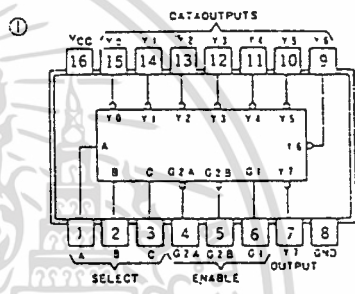 ①
DATA OUTPUTS
VCC Y0 Y1 Y2 Y3 Y4 Y5 Y6
16 15 14 13 12 11 10 9
Y0 Y1 Y2 Y3 Y4 Y5
A Y6
B C G2A G2B G1 Y7
1 2 3 4 5 6 7 8
A B C G2A G2B G1 Y7 GND
SELECT ENABLE OUTPUT